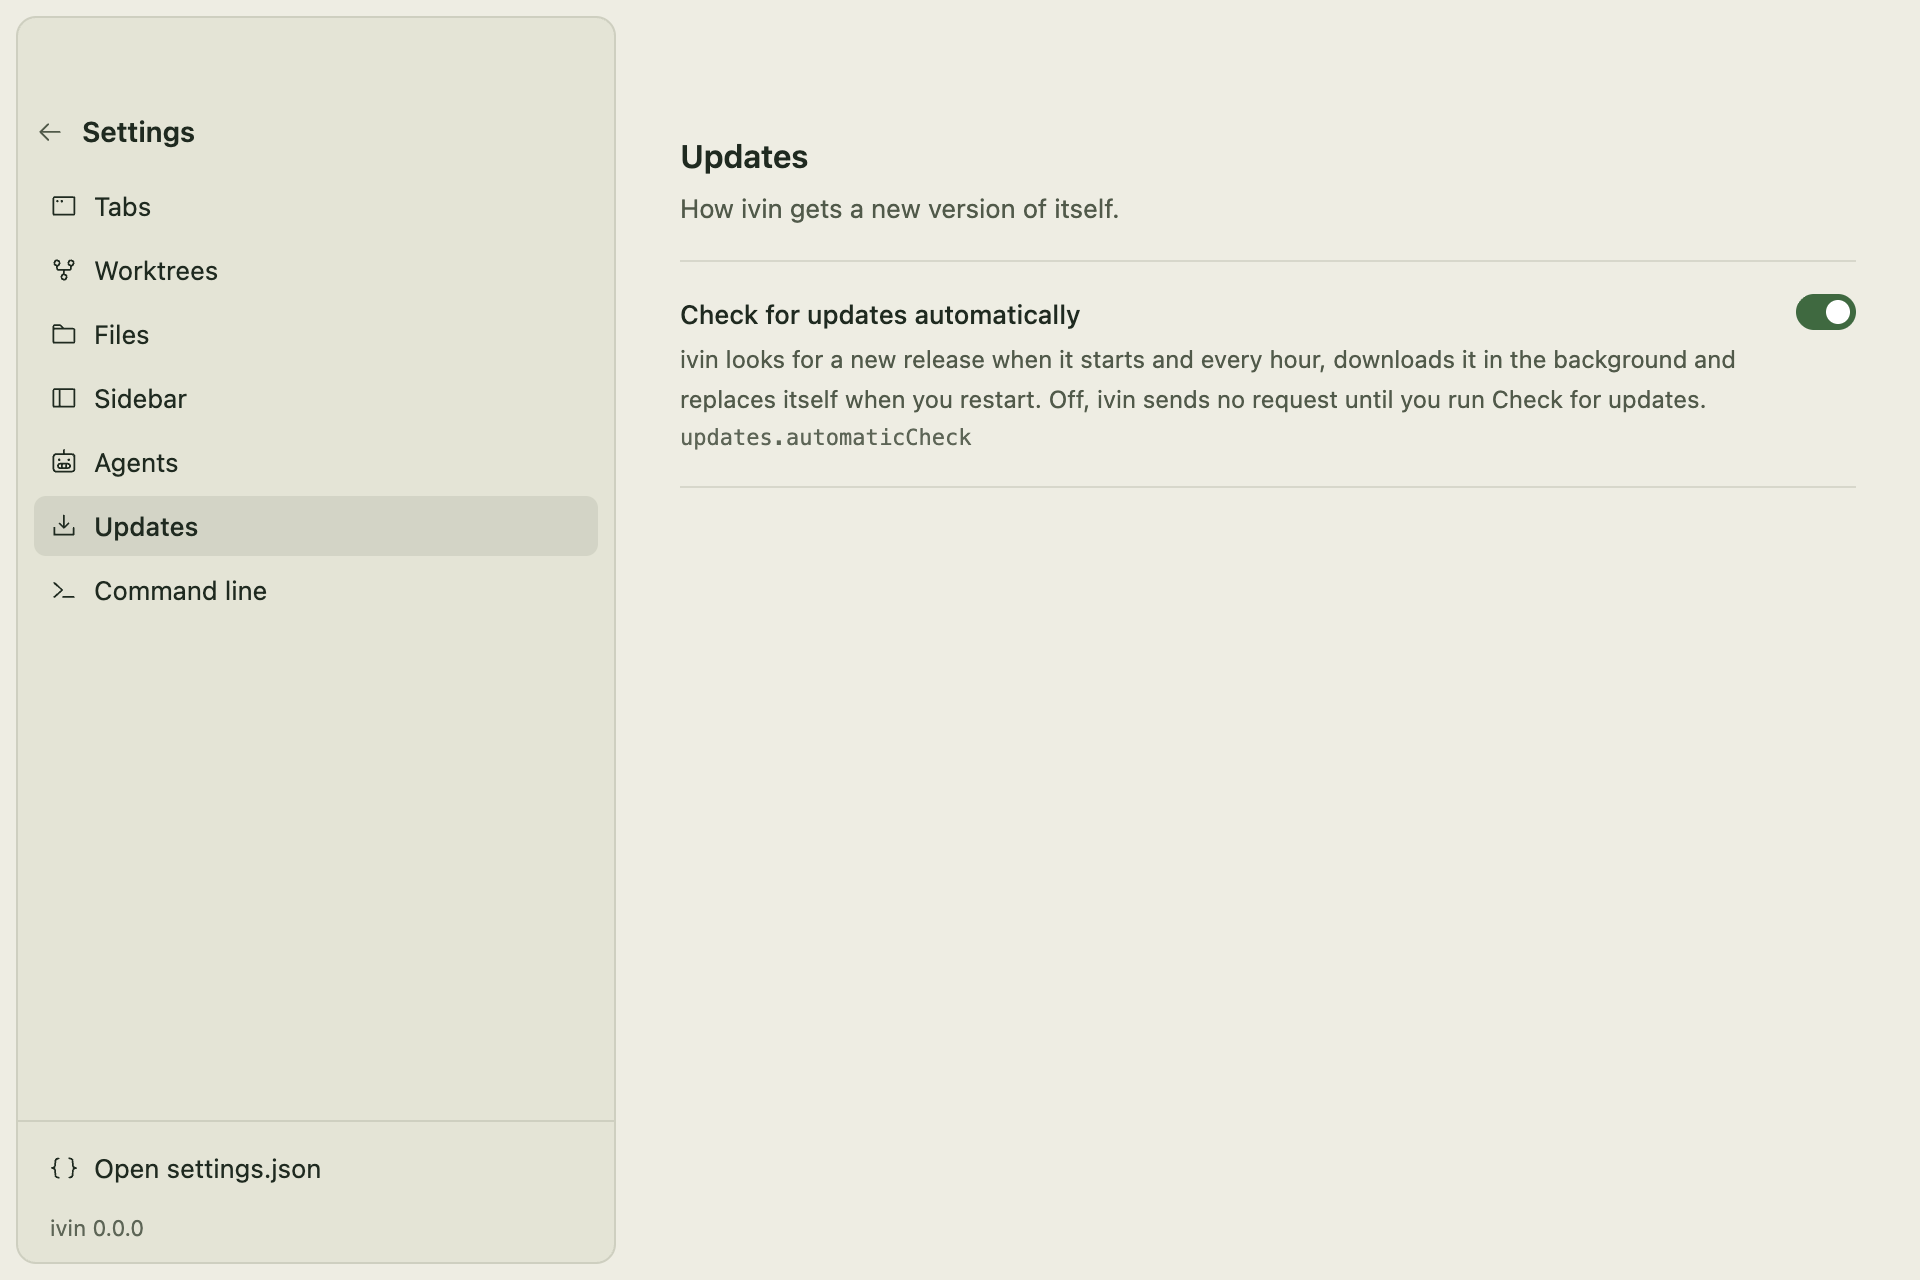 Settings
Tabs
Worktrees
Files
Sidebar
Agents
Updates
Command line
Open settings.json
ivin 0.0.0
Updates
How ivin gets a new version of itself.
Check for updates automatically
ivin looks for a new release when it starts and every hour, downloads it in the background and
replaces itself when you restart. Off, ivin sends no request until you run Check for updates.
updates.automaticCheck